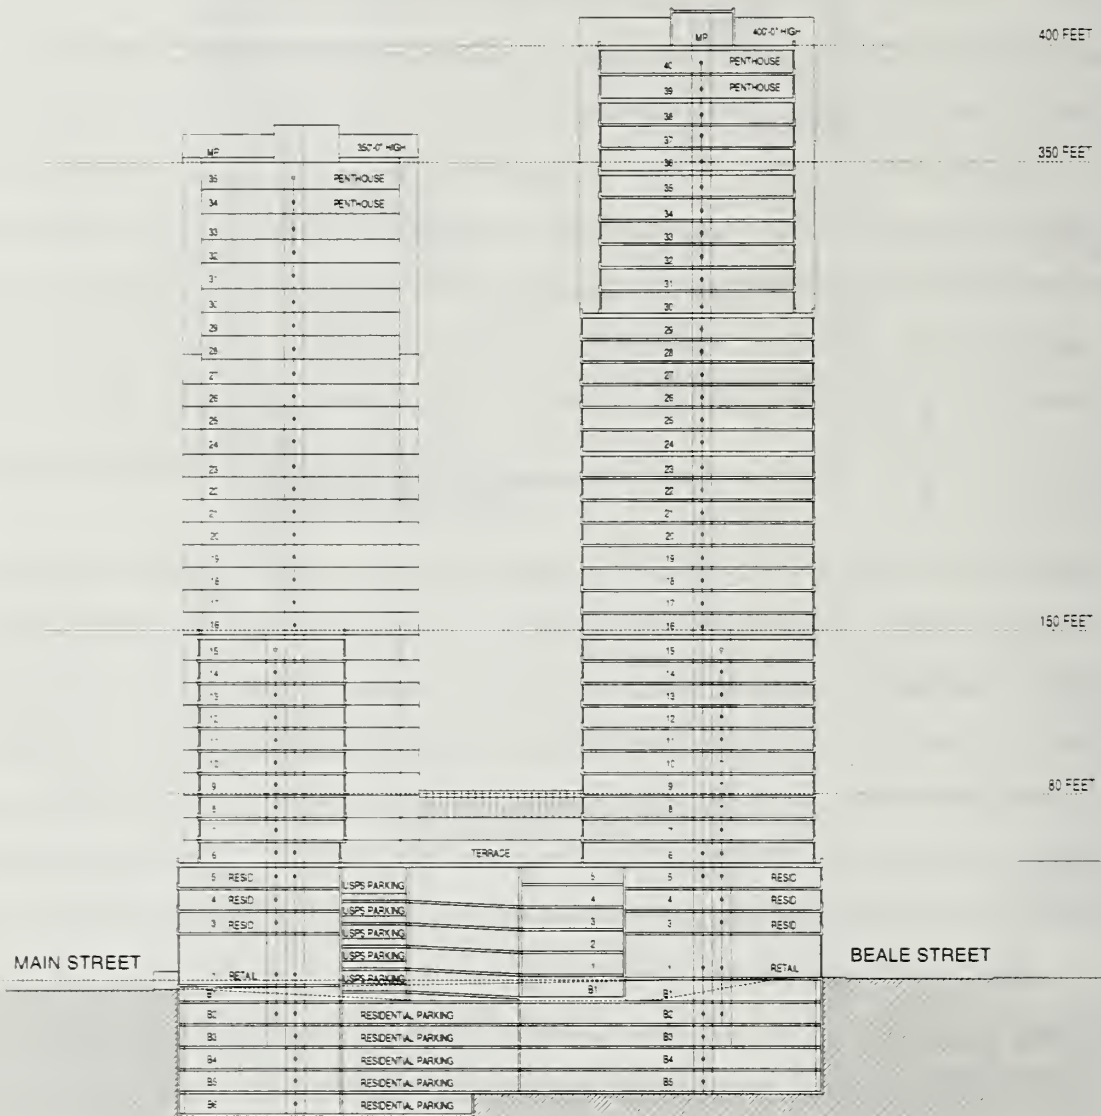 400 FEET
MP 400'-0" HIGH
40 PENTHOUSE
39 PENTHOUSE
38
37
36
350 FEET
35
34
33
32
31
30
29
28
27
26
25
24
23
22
21
20
19
18
17
16
150 FEET
15
14
13
12
11
10
9
80 FEET
8
7
6
MP 350'-0" HIGH
35 PENTHOUSE
34 PENTHOUSE
33
32
31
30
29
28
27
26
25
24
23
22
21
20
19
18
17
16
15
14
13
12
11
10
9
8
6
TERRACE
5 RESID USPS PARKING 5 5 RESID
4 RESID USPS PARKING 4 4 RESID
3 RESID USPS PARKING 3 3 RESID
USPS PARKING 2
MAIN STREET 1 RETAIL USPS PARKING 1 1 RETAIL BEALE STREET
B1 B1 B1
B2 RESIDENTIAL PARKING B2
B3 RESIDENTIAL PARKING B3
B4 RESIDENTIAL PARKING B4
B5 RESIDENTIAL PARKING B5
B6 RESIDENTIAL PARKING